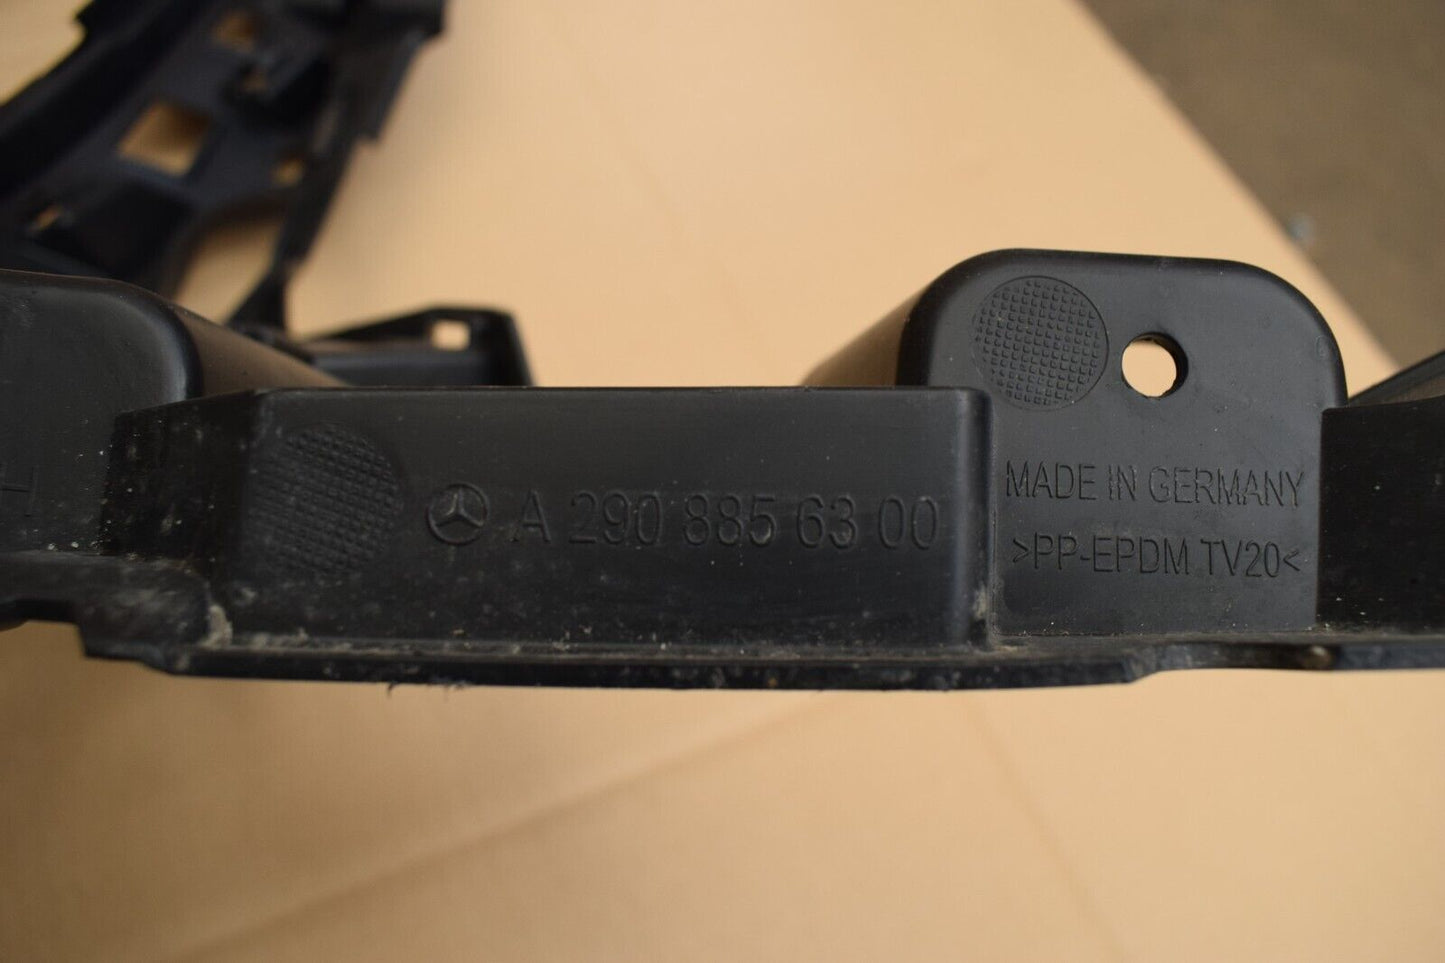 A 290 885 63 00
MADE IN GERMANY
>PP-EPDM TV20<